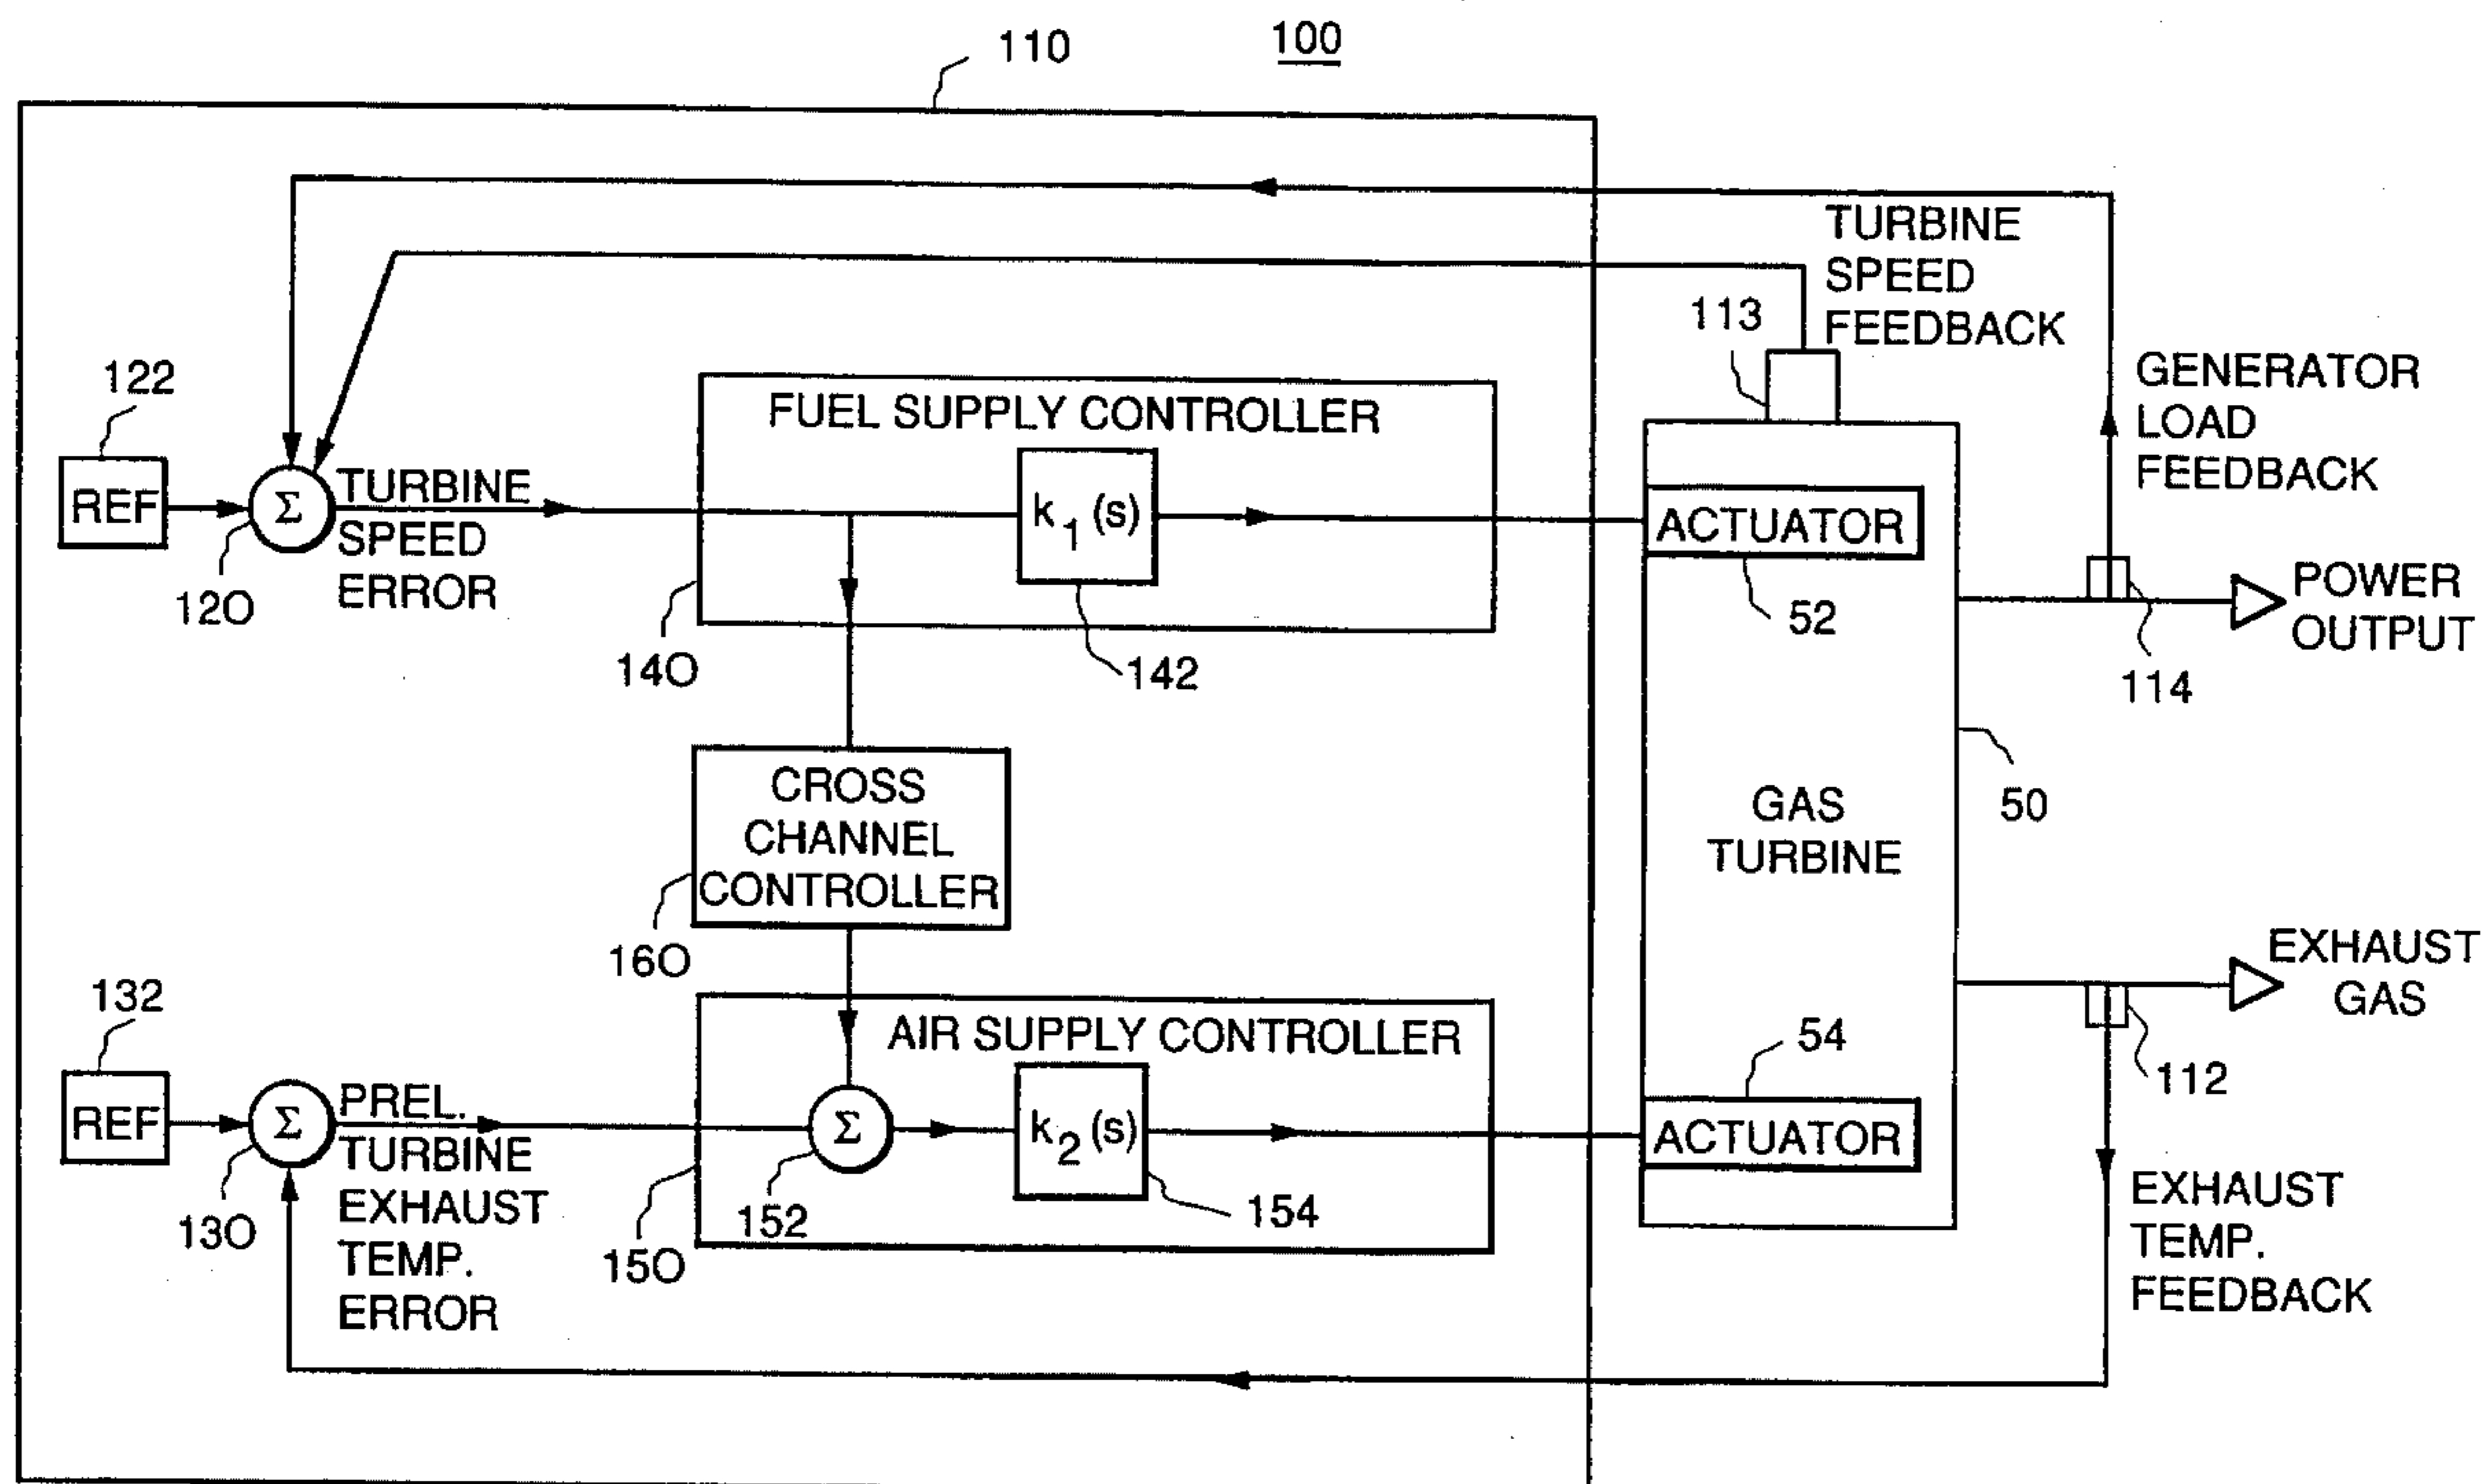 110
100
TURBINE
SPEED
FEEDBACK
113
GENERATOR
LOAD
FEEDBACK
122
REF
Σ
120
TURBINE
SPEED
ERROR
FUEL SUPPLY CONTROLLER
k1(s)
140
142
ACTUATOR
52
POWER
OUTPUT
114
CROSS
CHANNEL
CONTROLLER
160
GAS
TURBINE
50
EXHAUST
GAS
112
132
REF
Σ
130
PREL.
TURBINE
EXHAUST
TEMP.
ERROR
AIR SUPPLY CONTROLLER
Σ
k2(s)
150
152
154
54
ACTUATOR
EXHAUST
TEMP.
FEEDBACK